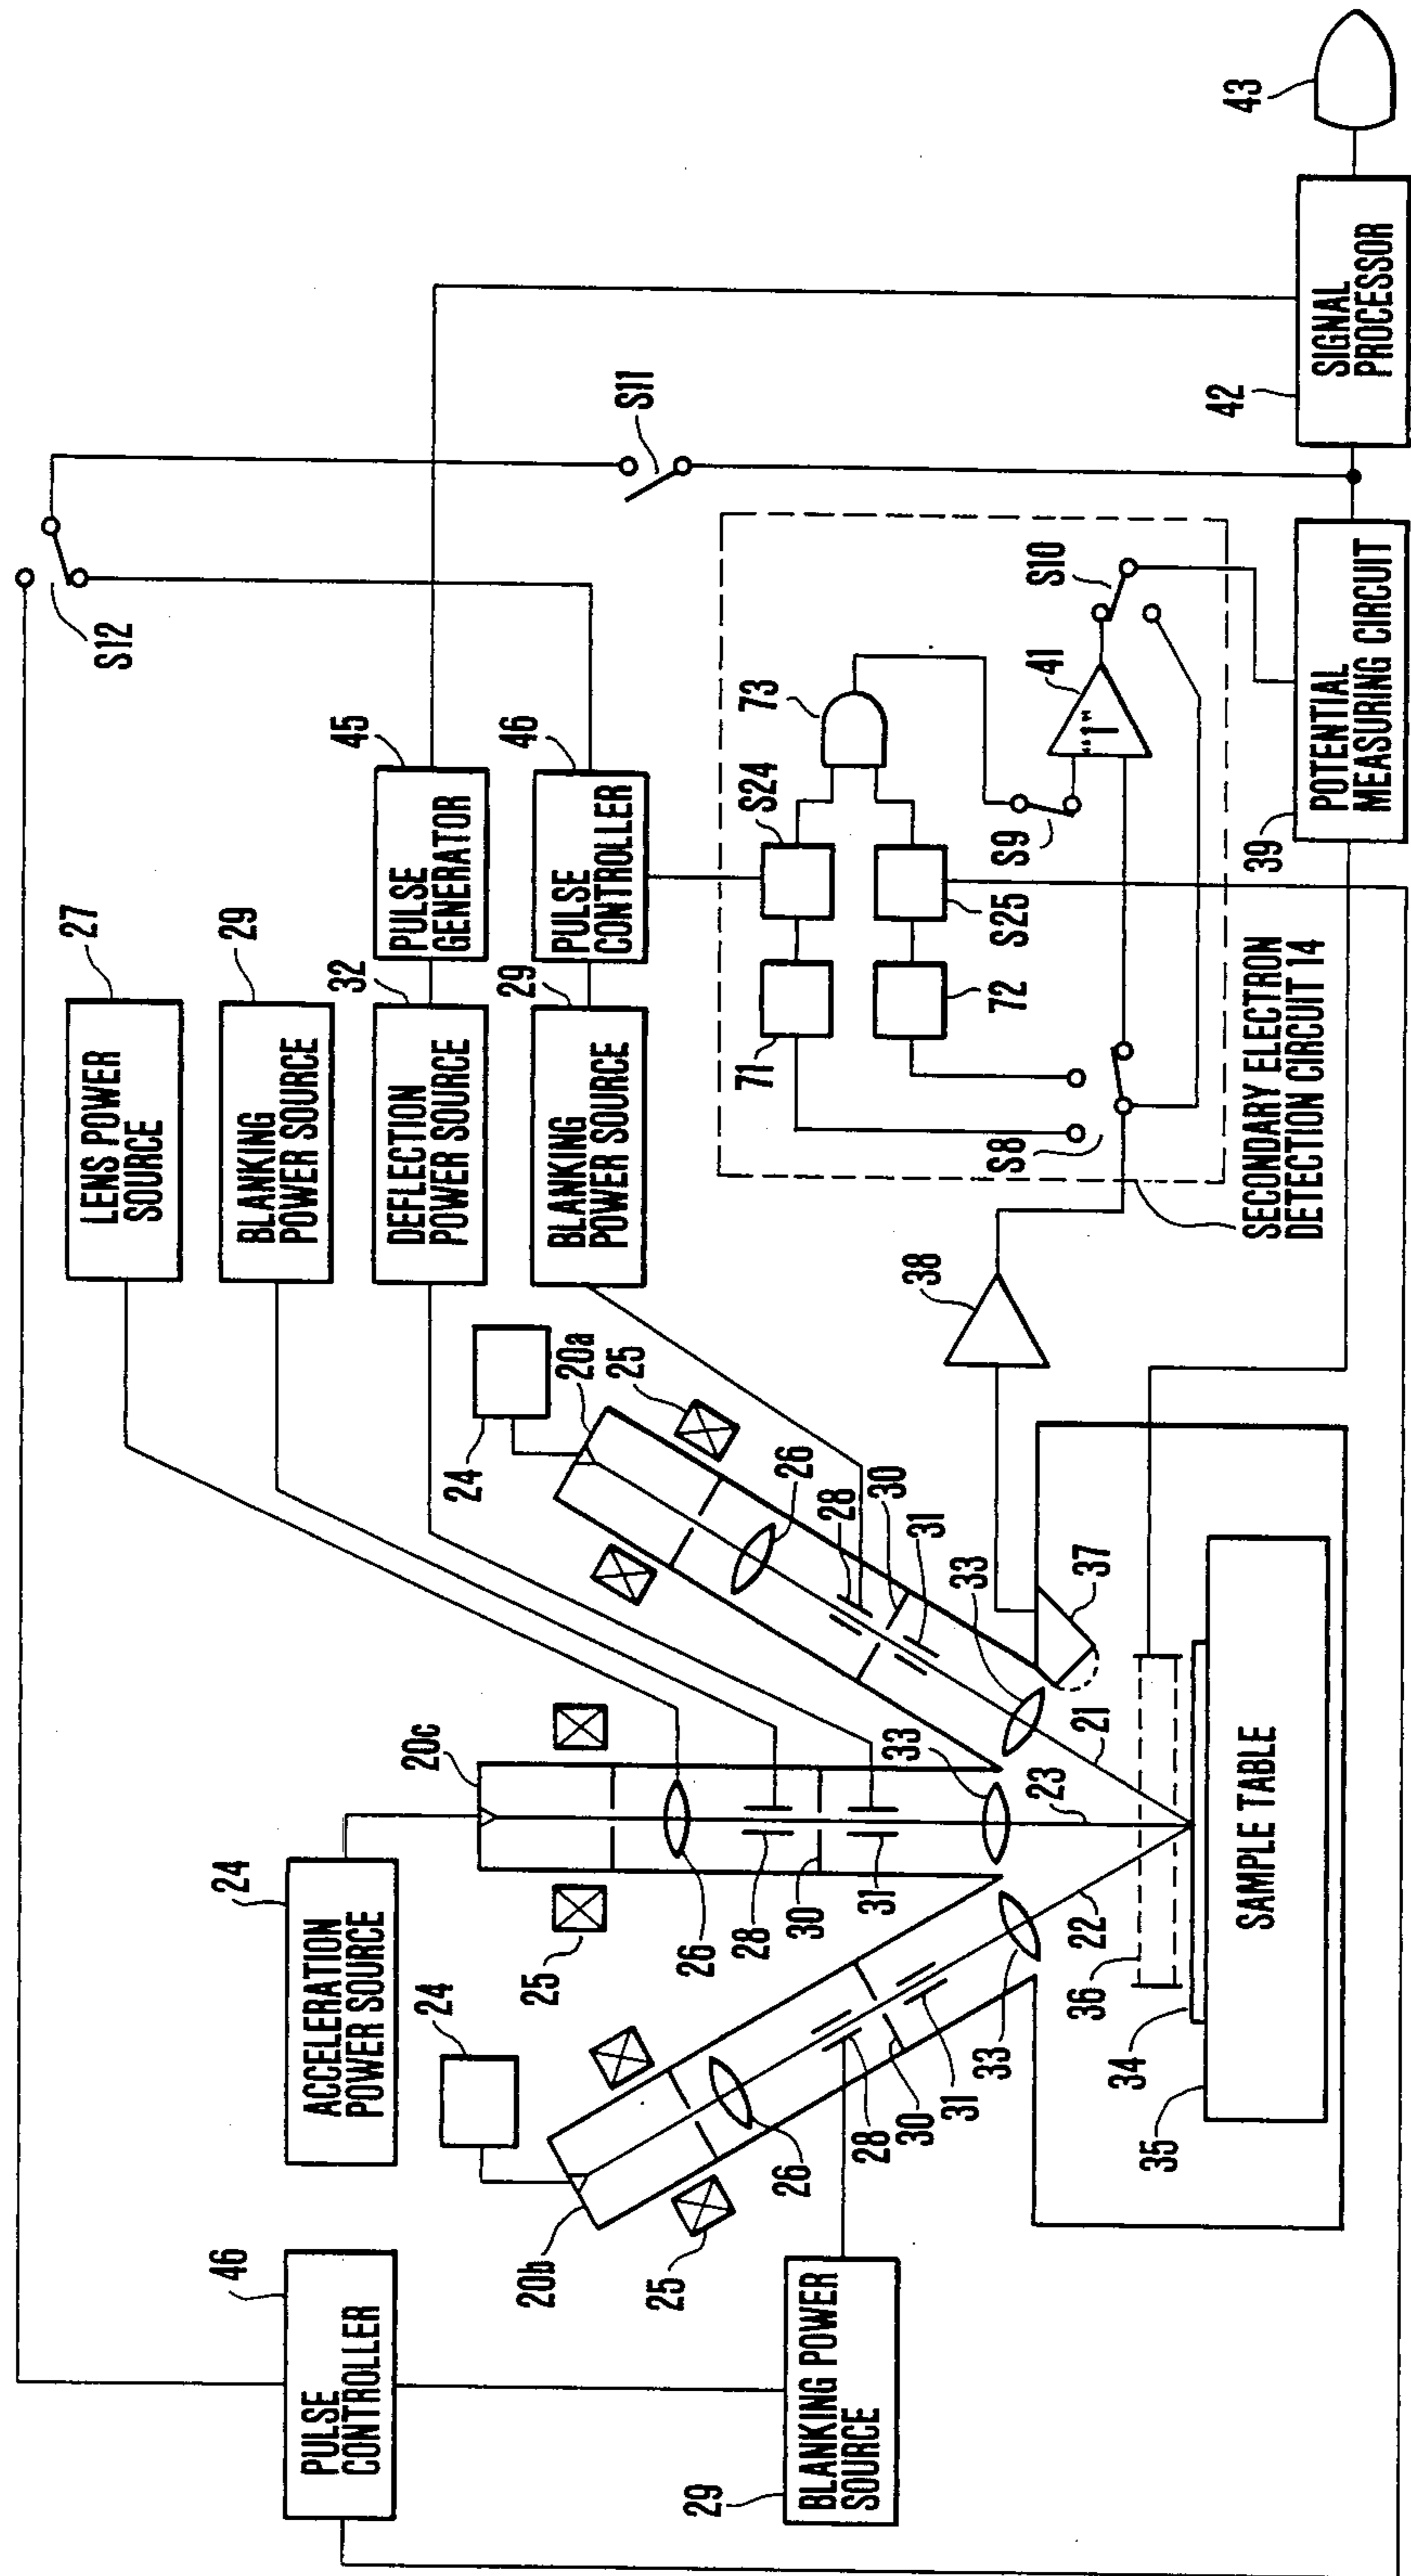 46
PULSE
CONTROLLER
29
BLANKING POWER
SOURCE
24
ACCELERATION
POWER SOURCE
24
20b
25
26
28
30
31
33
22
20c
25
26
28
30
31
33
23
24
20a
25
26
28
30
31
33
21
36
34
35
SAMPLE TABLE
37
38
27
LENS POWER
SOURCE
29
BLANKING
POWER SOURCE
32
DEFLECTION
POWER SOURCE
29
BLANKING
POWER SOURCE
45
PULSE
GENERATOR
46
PULSE
CONTROLLER
S12
S11
71
72
S24
S25
73
S8
S9
"1"
41
S10
SECONDARY ELECTRON
DETECTION CIRCUIT 14
39
POTENTIAL
MEASURING CIRCUIT
42
SIGNAL
PROCESSOR
43